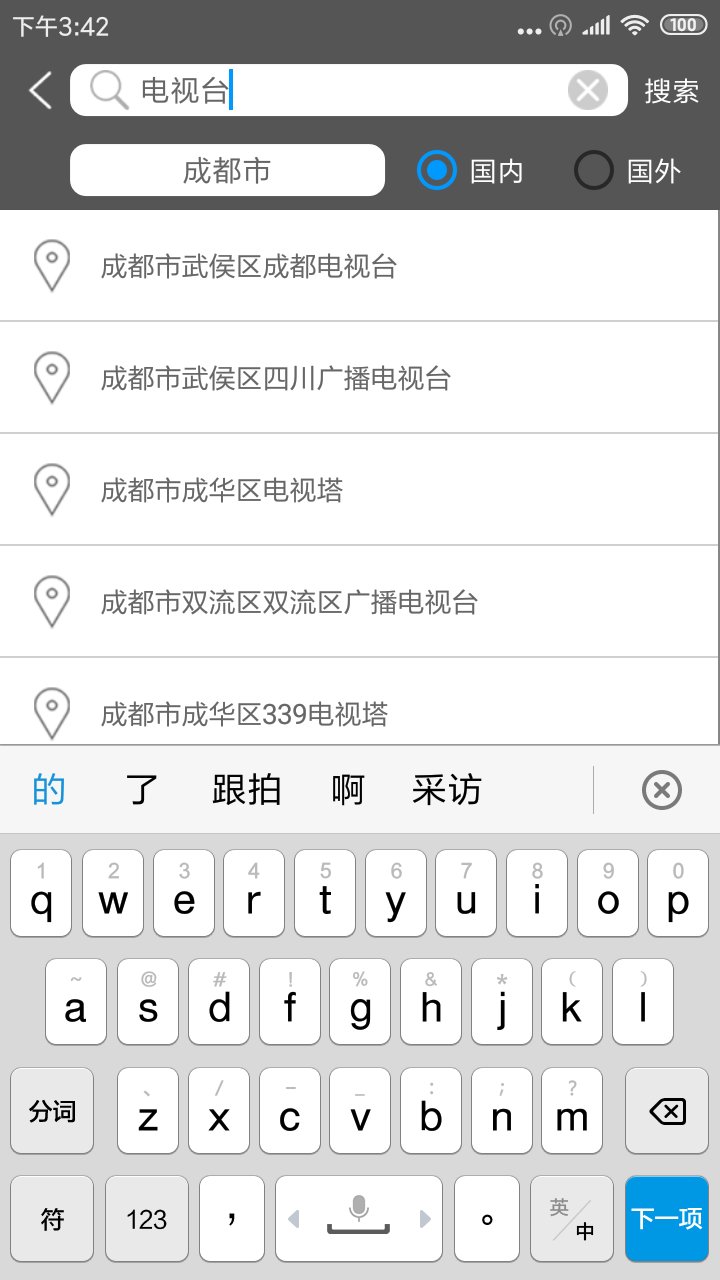 下午3:42
100
电视台
搜索
成都市
国内
国外
成都市武侯区成都电视台
成都市武侯区四川广播电视台
成都市成华区电视塔
成都市双流区双流区广播电视台
成都市成华区339电视塔
的 了 跟拍 啊 采访
1 2 3 4 5 6 7 8 9 0
q w e r t y u i o p
~ @ # ! % & * ( )
a s d f g h j k l
、 / - _ : ; ?
分词 z x c v b n m
符 123 , 。 英/中 下一项